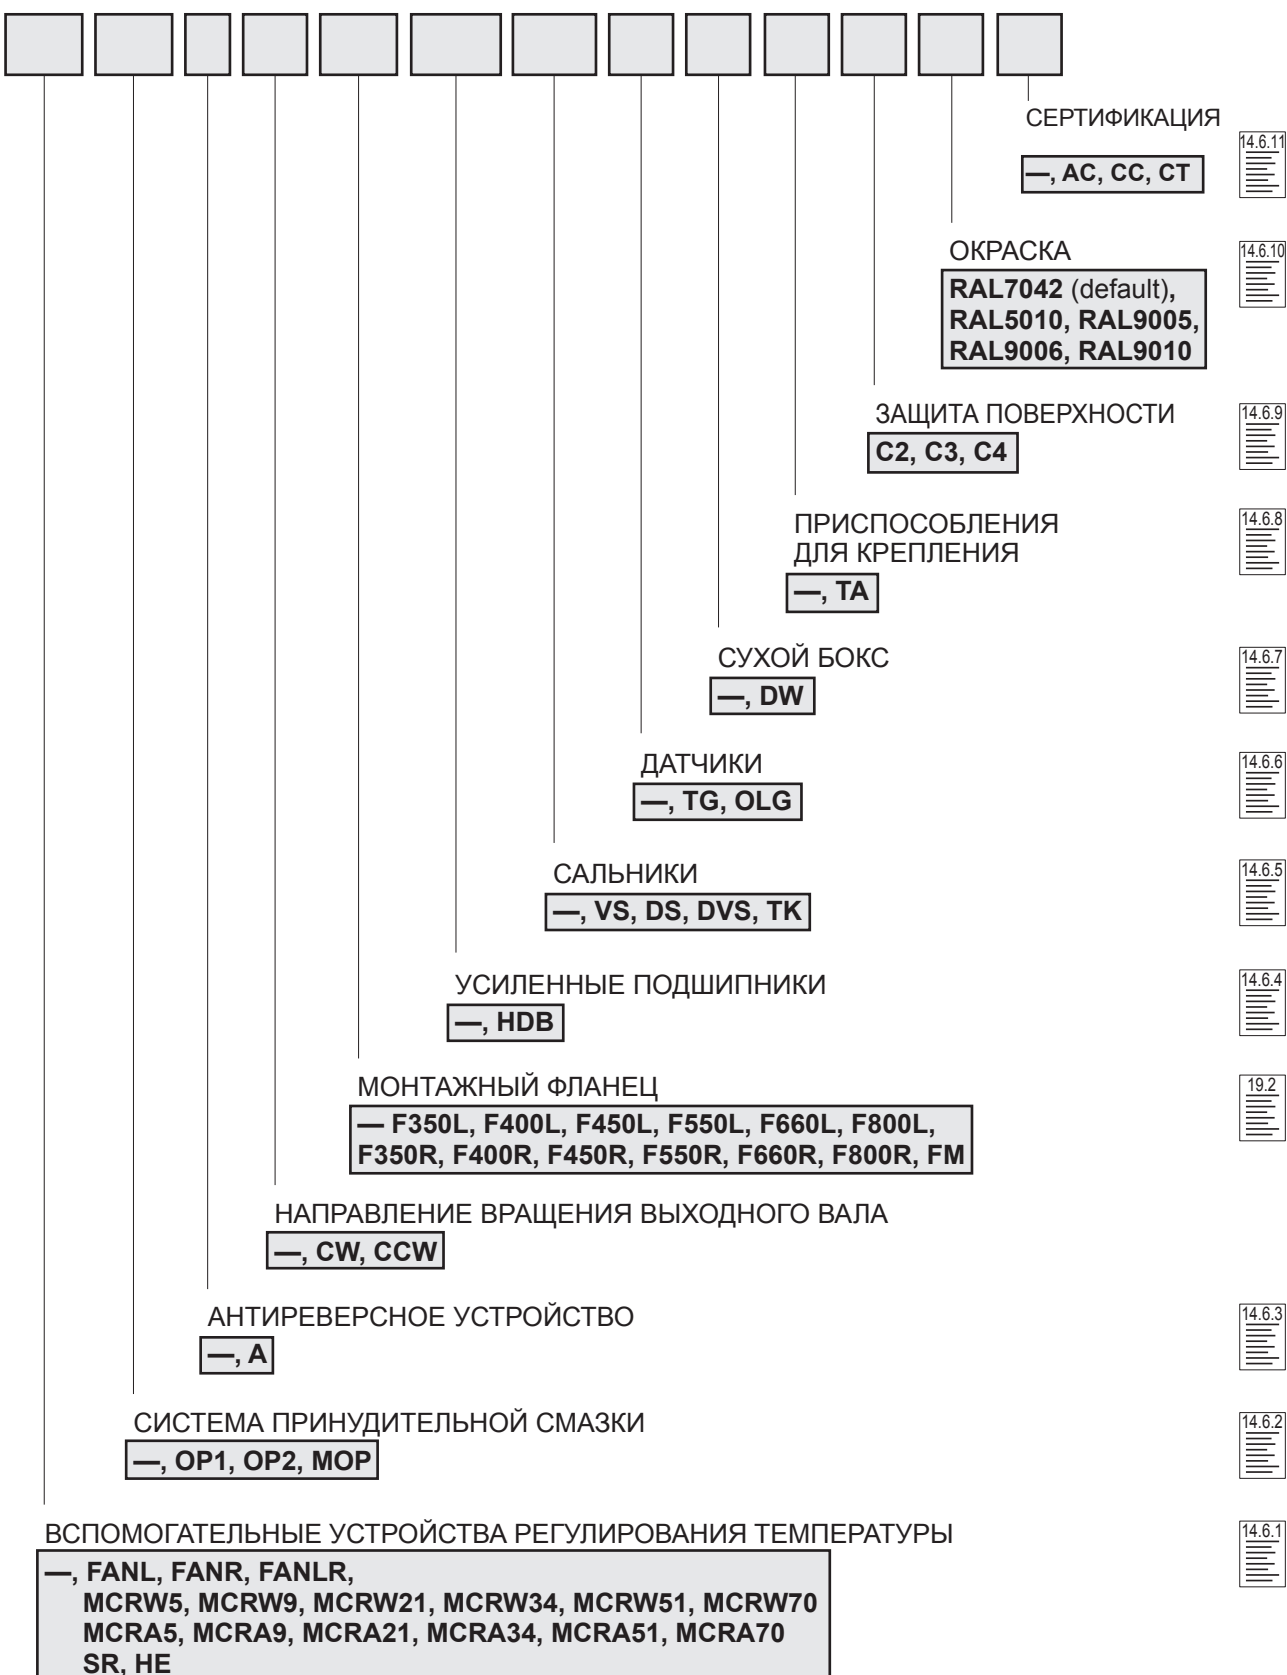 СЕРТИФИКАЦИЯ
14.6.11
—, AC, CC, CT
ОКРАСКА
14.6.10
RAL7042 (default),
RAL5010, RAL9005,
RAL9006, RAL9010
ЗАЩИТА ПОВЕРХНОСТИ
14.6.9
C2, C3, C4
ПРИСПОСОБЛЕНИЯ
ДЛЯ КРЕПЛЕНИЯ
14.6.8
—, TA
СУХОЙ БОКС
14.6.7
—, DW
ДАТЧИКИ
14.6.6
—, TG, OLG
САЛЬНИКИ
14.6.5
—, VS, DS, DVS, TK
УСИЛЕННЫЕ ПОДШИПНИКИ
14.6.4
—, HDB
МОНТАЖНЫЙ ФЛАНЕЦ
19.2
— F350L, F400L, F450L, F550L, F660L, F800L,
F350R, F400R, F450R, F550R, F660R, F800R, FM
НАПРАВЛЕНИЕ ВРАЩЕНИЯ ВЫХОДНОГО ВАЛА
—, CW, CCW
АНТИРЕВЕРСНОЕ УСТРОЙСТВО
14.6.3
—, A
СИСТЕМА ПРИНУДИТЕЛЬНОЙ СМАЗКИ
14.6.2
—, OP1, OP2, MOP
ВСПОМОГАТЕЛЬНЫЕ УСТРОЙСТВА РЕГУЛИРОВАНИЯ ТЕМПЕРАТУРЫ
14.6.1
—, FANL, FANR, FANLR,
MCRW5, MCRW9, MCRW21, MCRW34, MCRW51, MCRW70
MCRA5, MCRA9, MCRA21, MCRA34, MCRA51, MCRA70
SR, HE